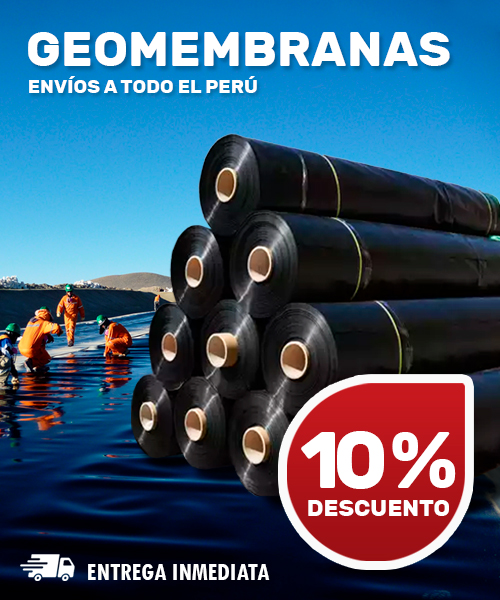 GEOMEMBRANAS
ENVÍOS A TODO EL PERÚ
10%
DESCUENTO
ENTREGA INMEDIATA